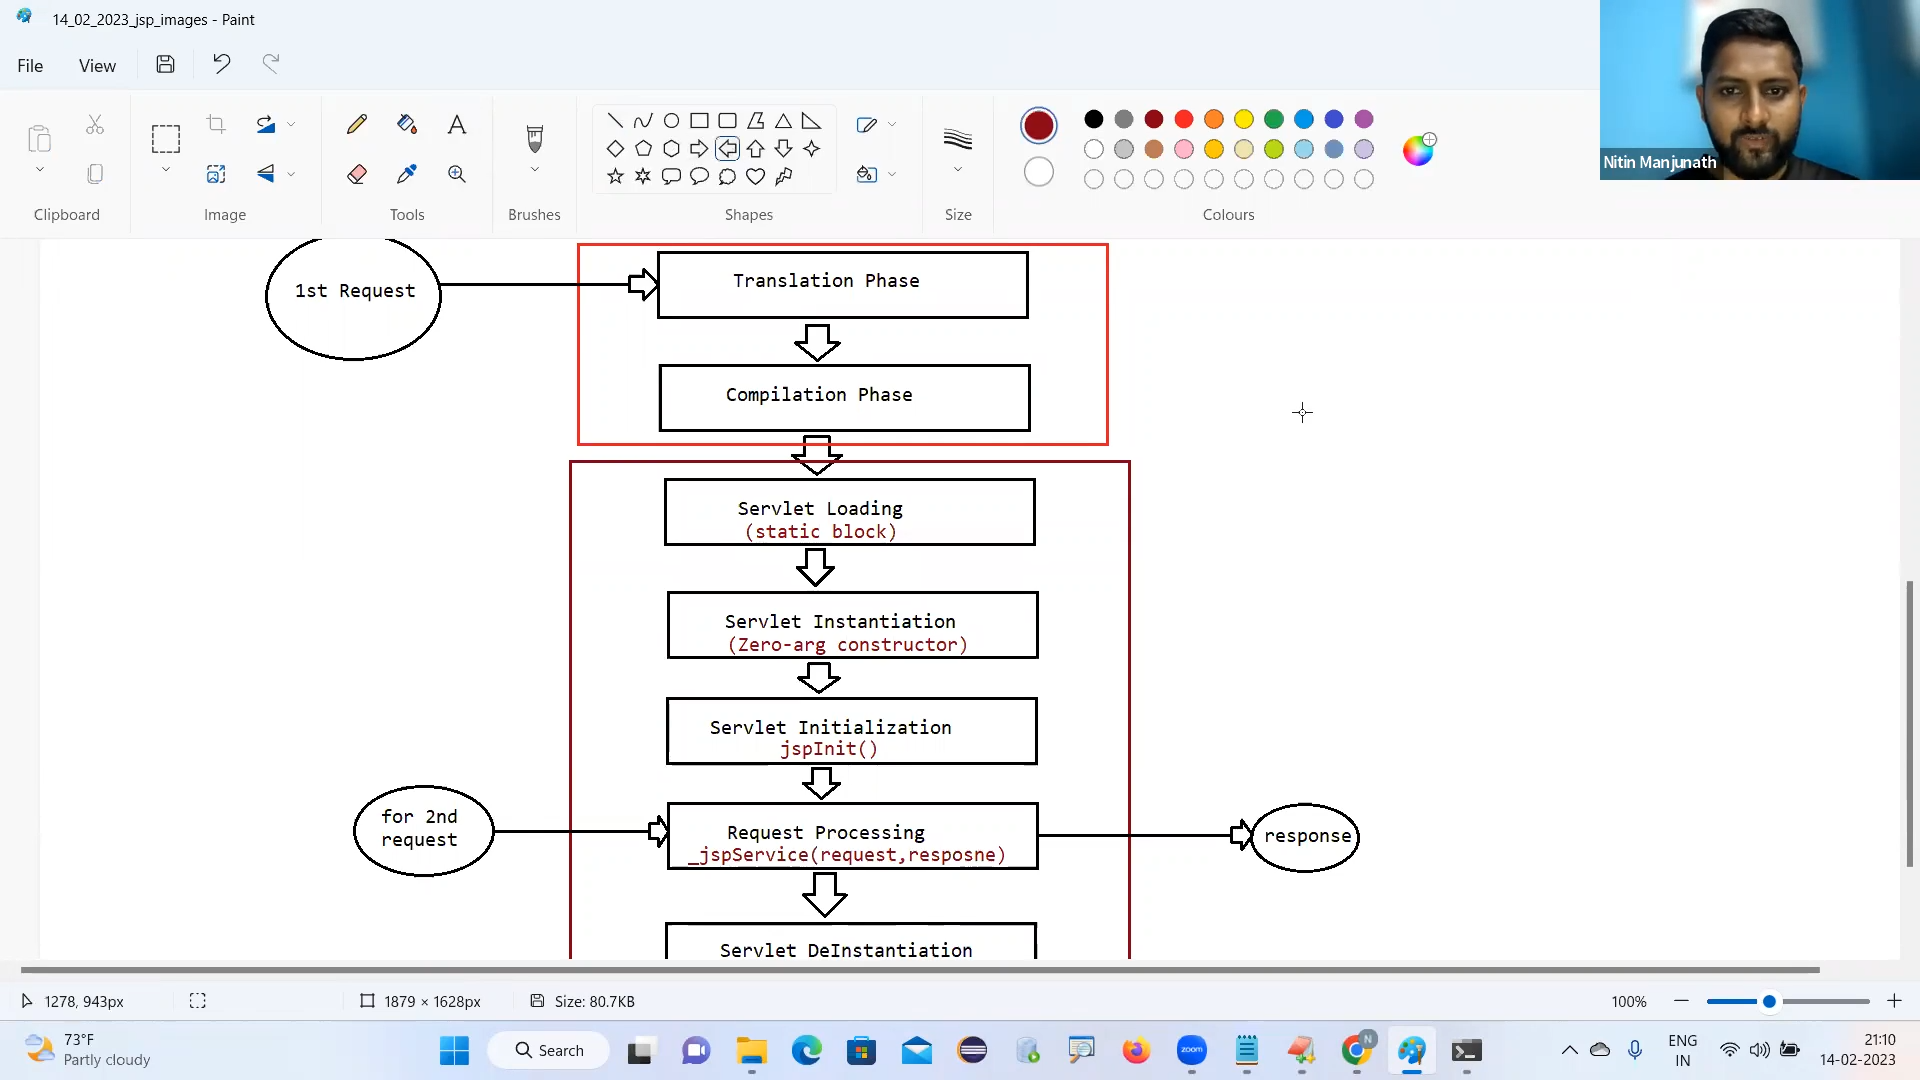 14_02_2023_jsp_images - Paint
File View
Clipboard
Image
Tools
Brushes
Shapes
Size
Colours
Nitin Manjunath
1st Request
Translation Phase
Compilation Phase
Servlet Loading
(static block)
Servlet Instantiation
(Zero-arg constructor)
Servlet Initialization
jspInit()
for 2nd
request
Request Processing
_jspService(request,resposne)
response
Servlet DeInstantiation
1278, 943px
1879 × 1628px
Size: 80.7KB
100%
73°F
Partly cloudy
Search
zoom
N
ENG
IN
21:10
14-02-2023